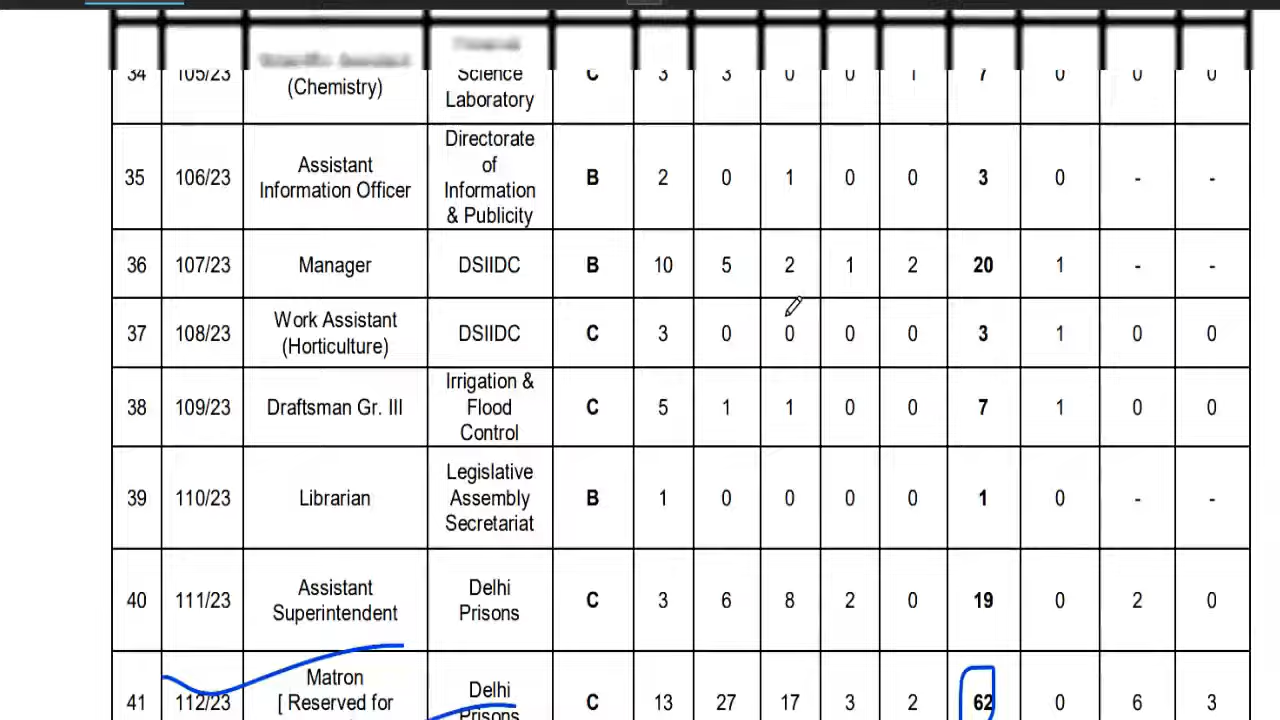 34 105/23 (Chemistry) Science Laboratory C 3 3 0 0 1 7 0 0 0
35 106/23 Assistant Information Officer Directorate of Information & Publicity B 2 0 1 0 0 3 0 - -
36 107/23 Manager DSIIDC B 10 5 2 1 2 20 1 - -
37 108/23 Work Assistant (Horticulture) DSIIDC C 3 0 0 0 0 3 1 0 0
38 109/23 Draftsman Gr. III Irrigation & Flood Control C 5 1 1 0 0 7 1 0 0
39 110/23 Librarian Legislative Assembly Secretariat B 1 0 0 0 0 1 0 - -
40 111/23 Assistant Superintendent Delhi Prisons C 3 6 8 2 0 19 0 2 0
41 112/23 Matron [ Reserved for Delhi Prisons C 13 27 17 3 2 62 0 6 3